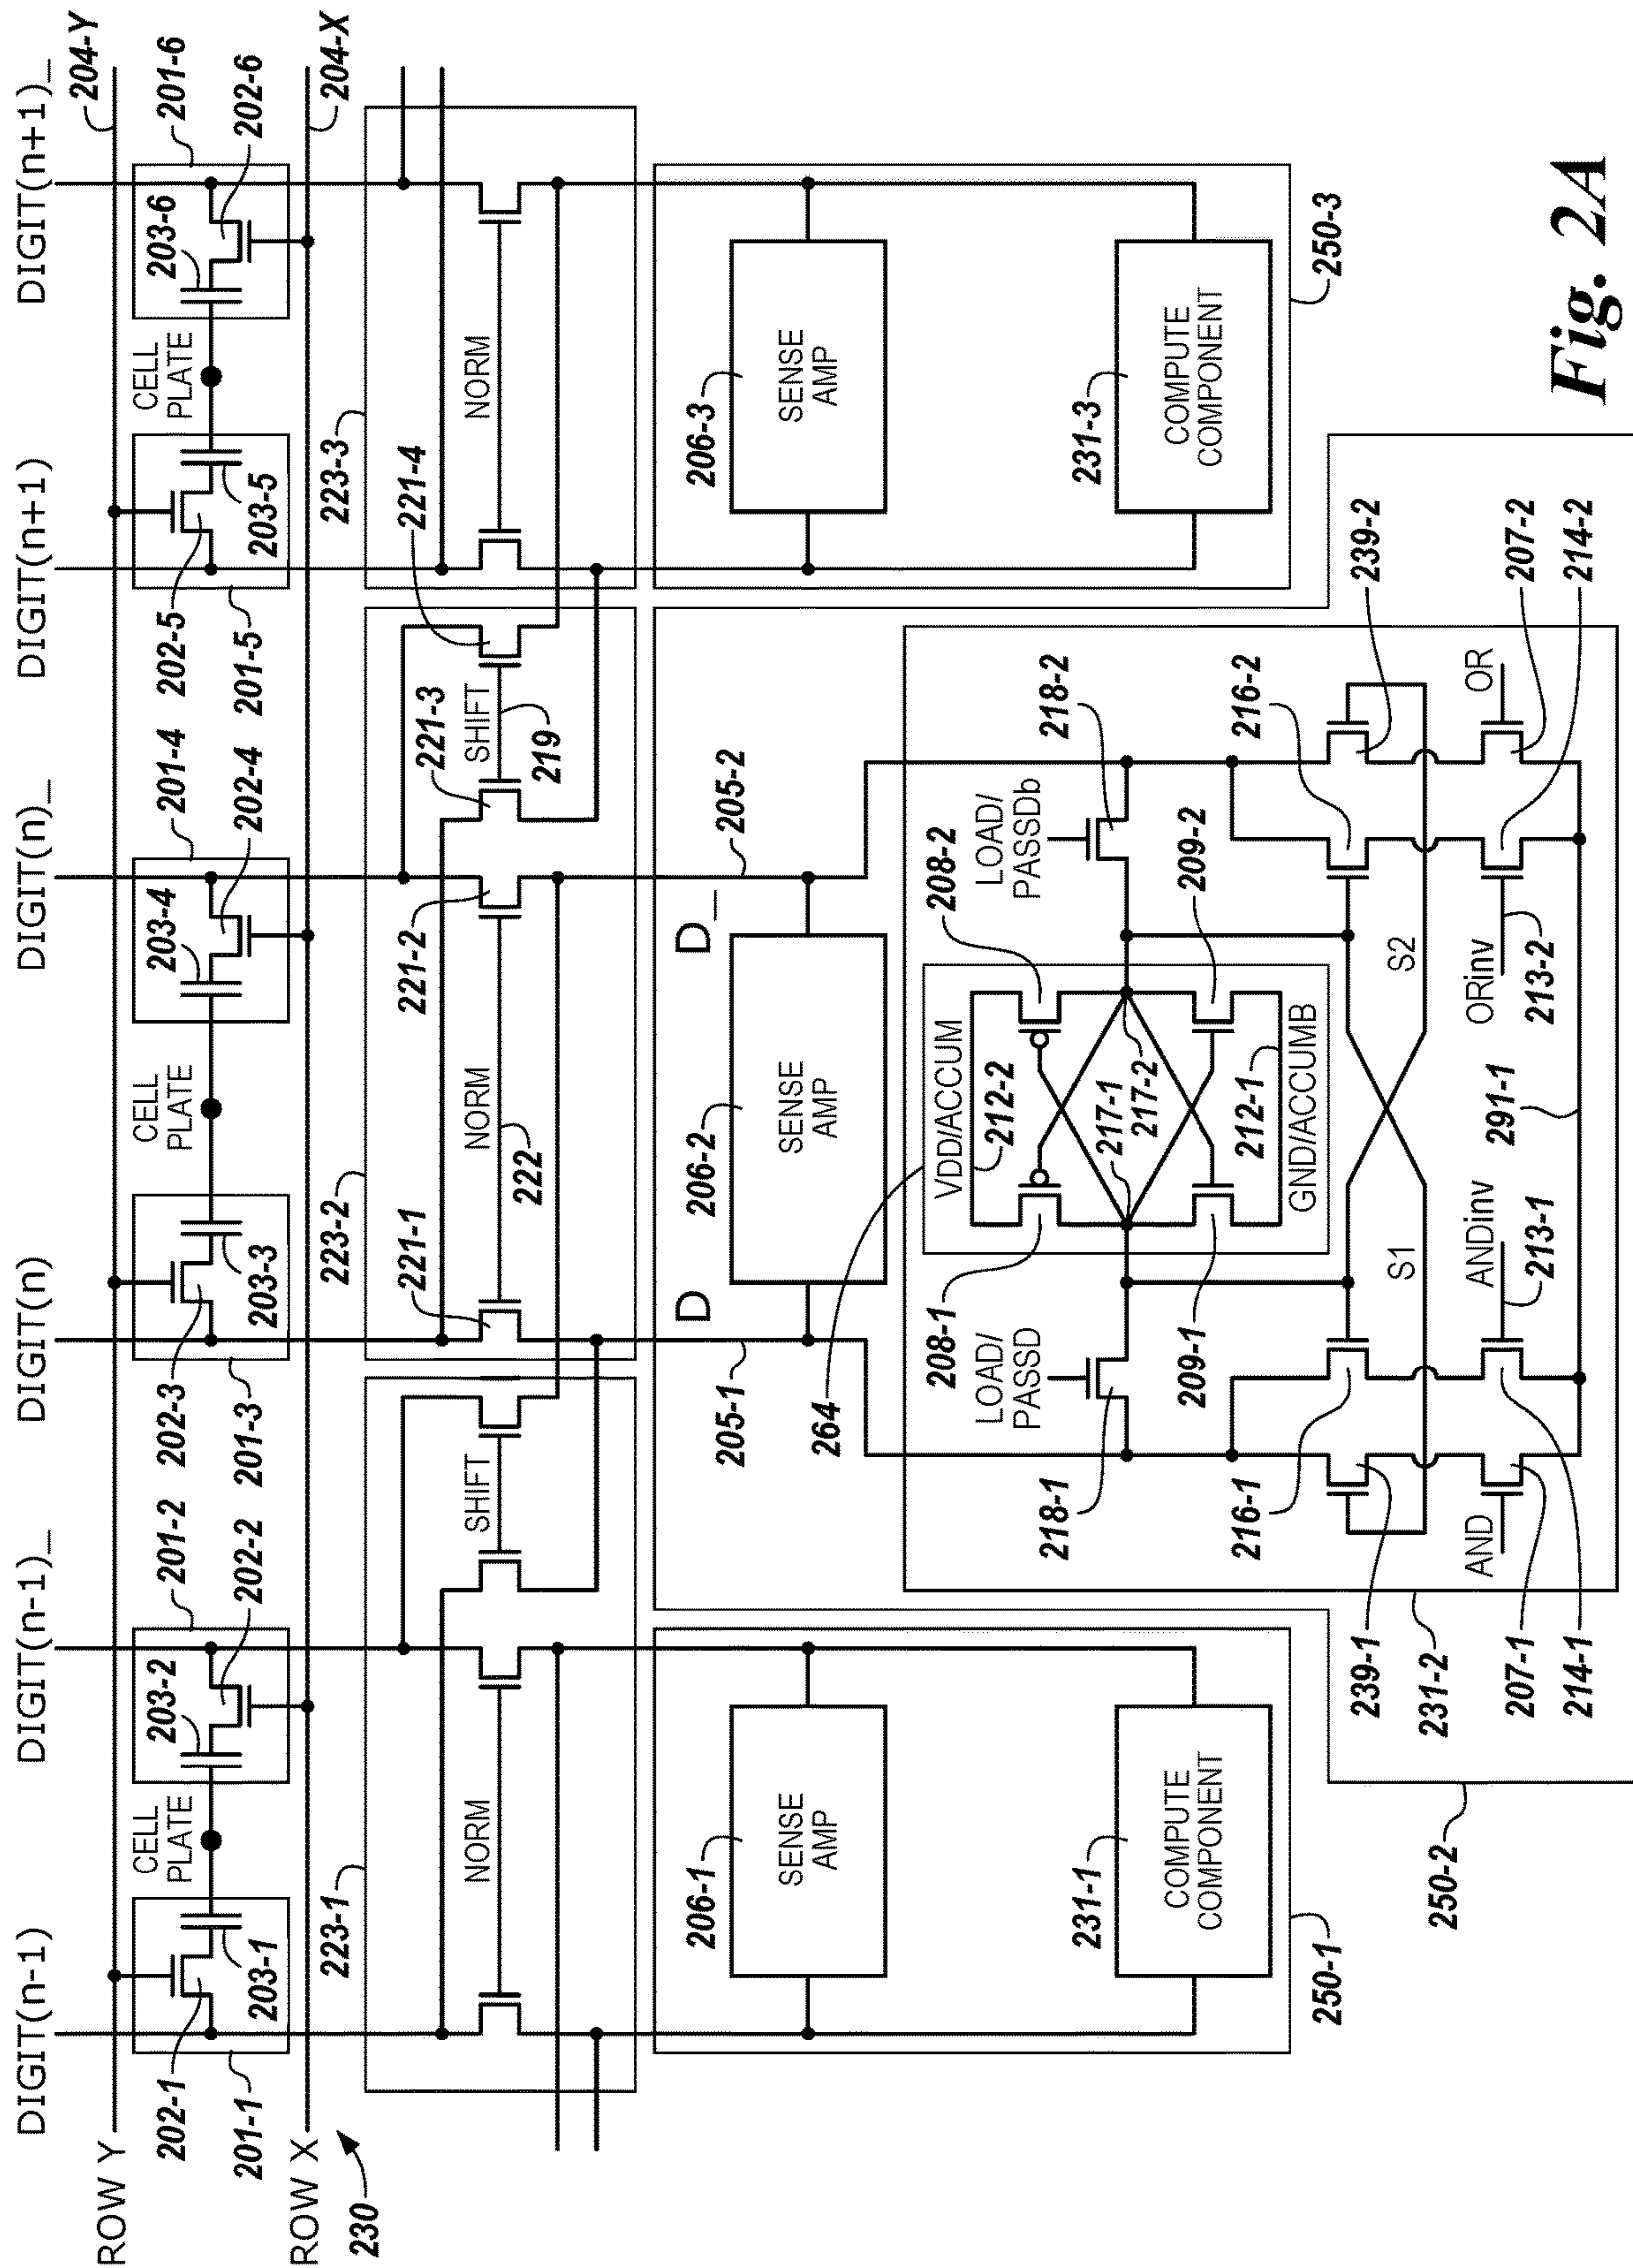 DIGIT(n-1) DIGIT(n-1)_ DIGIT(n) DIGIT(n)_ DIGIT(n+1) DIGIT(n+1)_
204-Y
ROW Y
202-1 CELL PLATE 201-2 202-3 CELL PLATE 201-4 202-5 CELL PLATE 201-6
203-2 203-4 203-6
202-2 202-4 202-6
201-1 203-1 201-3 203-3 201-5 203-5
ROW X
204-X
230
223-1 223-2 223-3
221-1 221-2 221-3 221-4
NORM SHIFT NORM SHIFT NORM
222 219
205-1 D D_ 205-2
206-1 206-2 206-3
SENSE AMP
SENSE AMP
SENSE AMP
264
VDD/ACCUM
212-2
208-1 208-2
LOAD/
PASSD
LOAD/
PASSDb
218-1 218-2
217-1
217-2
209-1 209-2
212-1
GND/ACCUMB
231-1 231-3
COMPUTE
COMPONENT
COMPUTE
COMPONENT
216-1 216-2
250-1 250-3
239-1 239-2
S1 S2
231-2
250-2
AND ANDinv ORinv OR
207-1 213-1 291-1 213-2 207-2
214-1 214-2
Fig. 2A